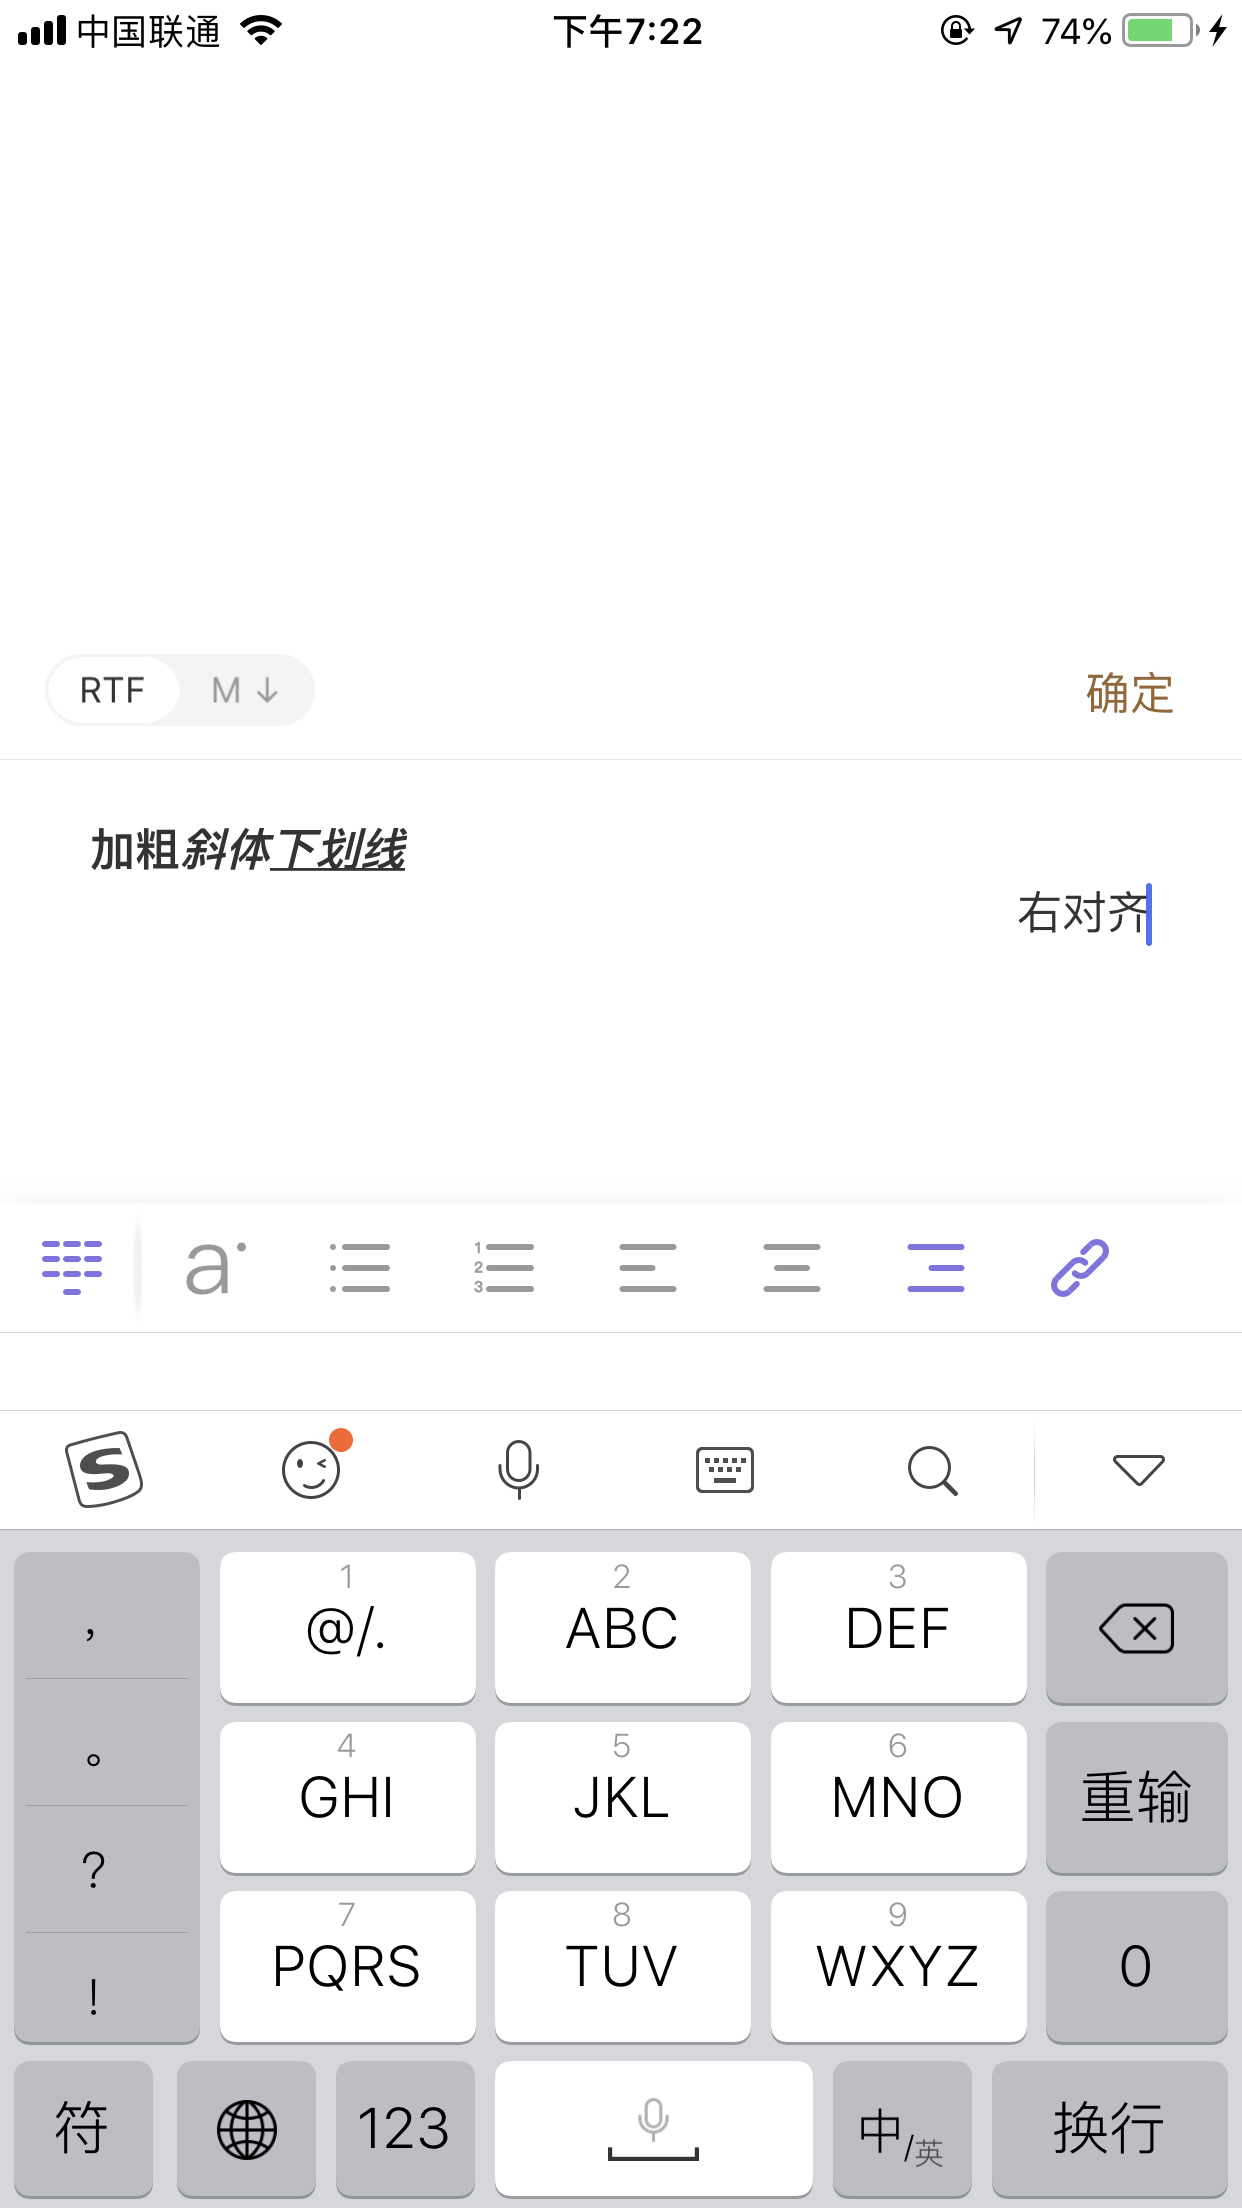 中国联通 下午7:22 74%
RTF M ↓ 确定
加粗斜体下划线
右对齐
a
1
2
3
S
， 1 @/. 2 ABC 3 DEF
。 4 GHI 5 JKL 6 MNO 重输
? 7 PQRS 8 TUV 9 WXYZ 0
!
符 123 中/英 换行